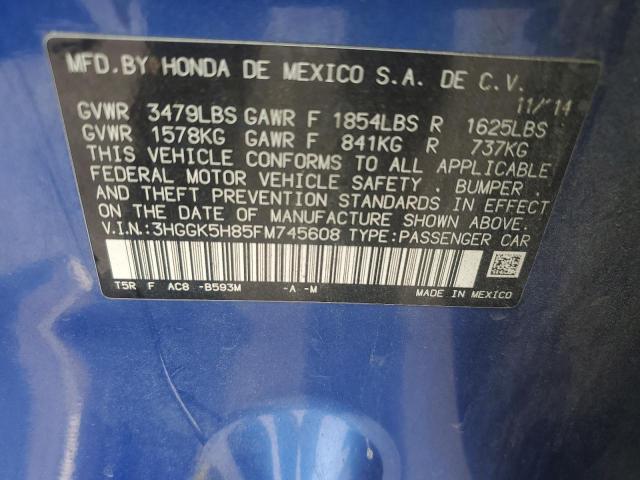 MFD. BY HONDA DE MEXICO S.A. DE C.V.
11/14
GVWR 3479LBS GAWR F 1854LBS R 1625LBS
GVWR 1578KG GAWR F 841KG R 737KG
THIS VEHICLE CONFORMS TO ALL APPLICABLE
FEDERAL MOTOR VEHICLE SAFETY . BUMPER .
AND THEFT PREVENTION STANDARDS IN EFFECT
ON THE DATE OF MANUFACTURE SHOWN ABOVE.
V.I.N.:3HGGK5H85FM745608 TYPE:PASSENGER CAR
T5R F AC8 -B593M -A -M MADE IN MEXICO